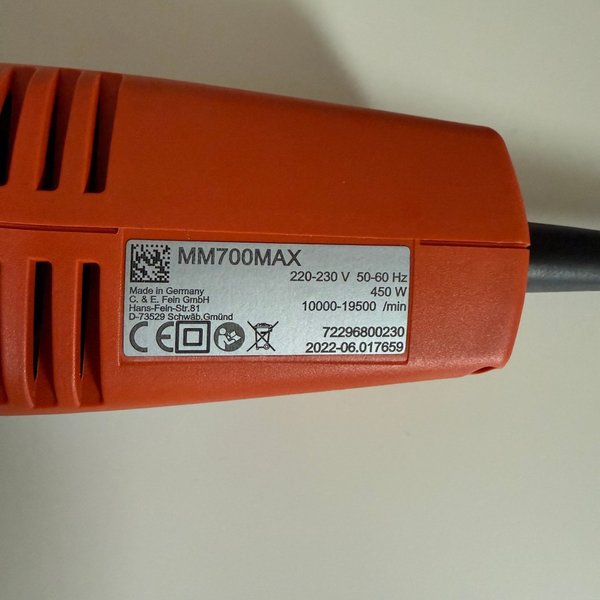 MM700MAX
220-230 V 50-60 Hz
450 W
10000-19500 /min
Made in Germany
C. & E. Fein GmbH
Hans-Fein-Str.81
D-73529 Schwäb.Gmünd
CE
72296800230
2022-06.017659